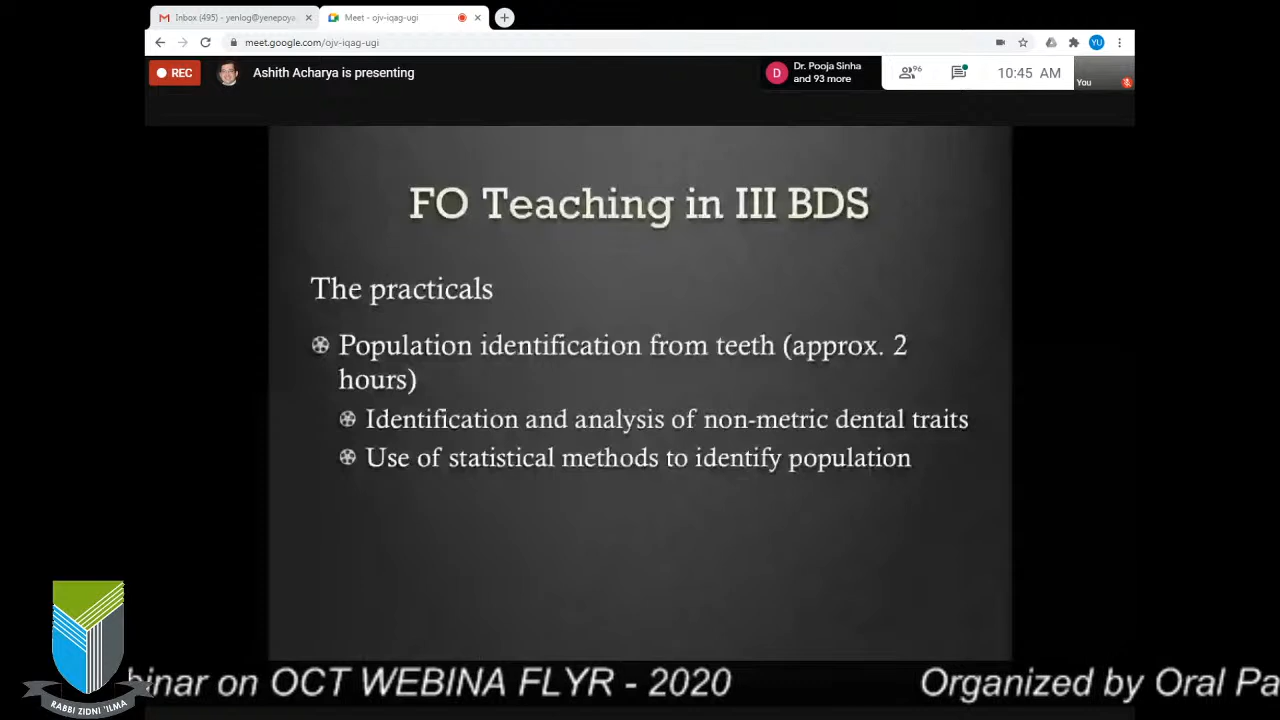 Inbox (495) - yenlog@yenepoya
Meet - ojv-iqag-ugi
meet.google.com/ojv-iqag-ugi
YU
REC
Ashith Acharya is presenting
D
Dr. Pooja Sinha
and 93 more
96
10:45 AM
You
FO Teaching in III BDS
The practicals
Population identification from teeth (approx. 2
hours)
Identification and analysis of non-metric dental traits
Use of statistical methods to identify population
binar on OCT WEBINA FLYR - 2020
Organized by Oral Pa
RABBI ZIDNI 'ILMA